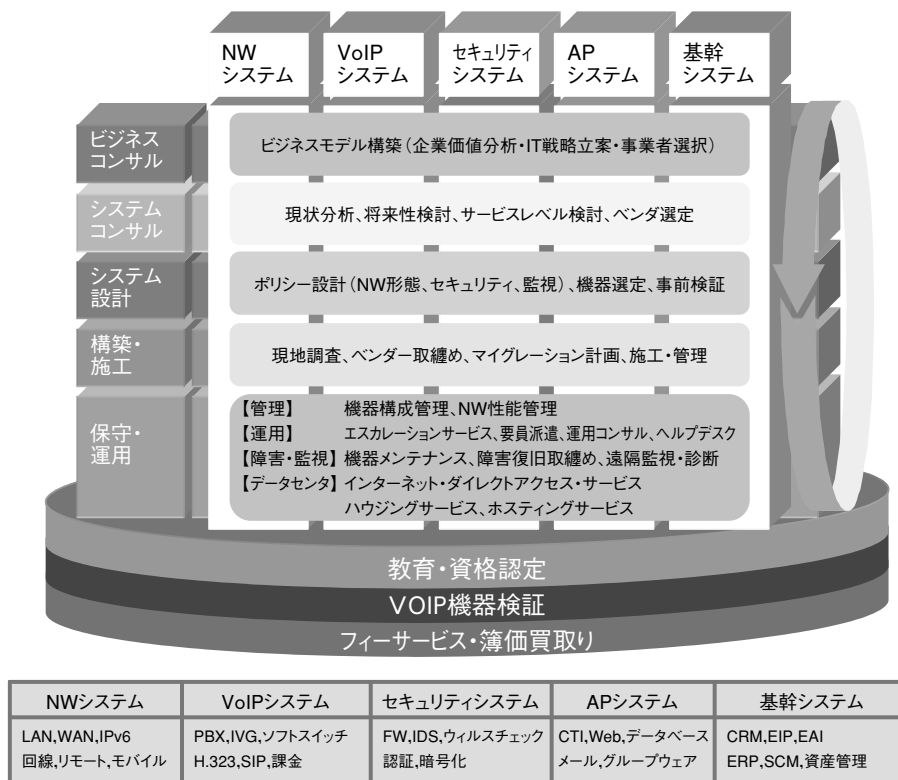 NW
システム
VoIP
システム
セキュリティ
システム
AP
システム
基幹
システム
ビジネス
コンサル
ビジネスモデル構築(企業価値分析・IT戦略立案・事業者選択)
システム
コンサル
現状分析、将来性検討、サービスレベル検討、ベンダ選定
システム
設計
ポリシー設計(NW形態、セキュリティ、監視)、機器選定、事前検証
構築・
施工
現地調査、ベンダー取纏め、マイグレーション計画、施工・管理
保守・
運用
【管理】 機器構成管理、NW性能管理
【運用】 エスカレーションサービス、要員派遣、運用コンサル、ヘルプデスク
【障害・監視】 機器メンテナンス、障害復旧取纏め、遠隔監視・診断
【データセンタ】 インターネット・ダイレクトアクセス・サービス
ハウジングサービス、ホスティングサービス
教育・資格認定
VOIP機器検証
フィーサービス・簿価買取り
NWシステム VoIPシステム セキュリティシステム APシステム 基幹システム
LAN,WAN,IPv6 PBX,IVG,ソフトスイッチ FW,IDS,ウィルスチェック CTI,Web,データベース CRM,EIP,EAI
回線,リモート,モバイル H.323,SIP,課金 認証,暗号化 メール,グループウェア ERP,SCM,資産管理